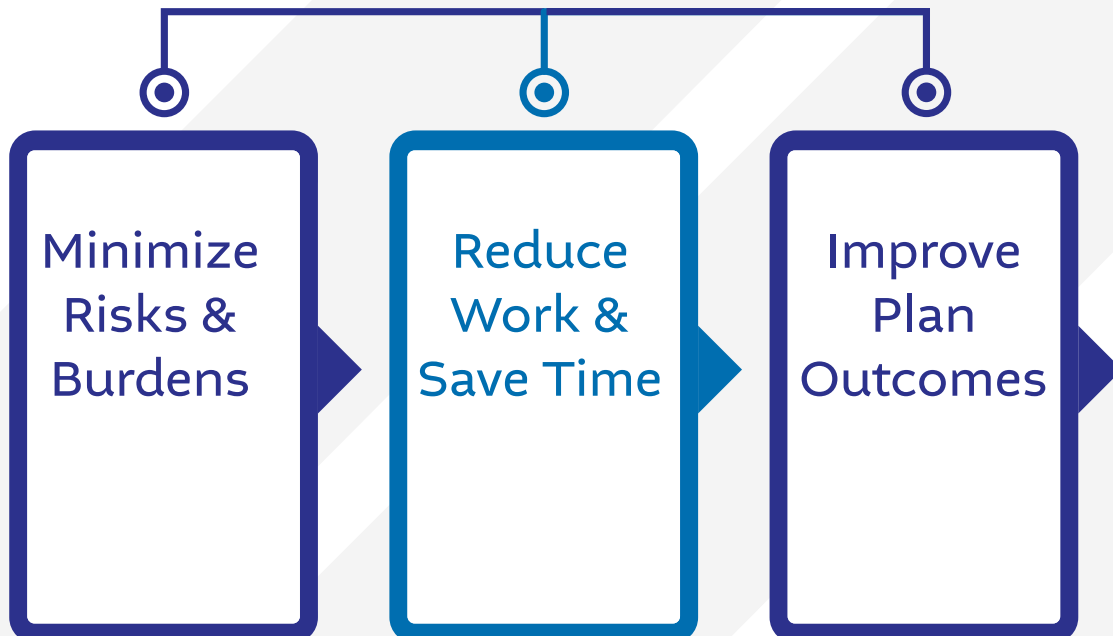 Minimize
Risks &
Burdens
Reduce
Work &
Save Time
Improve
Plan
Outcomes